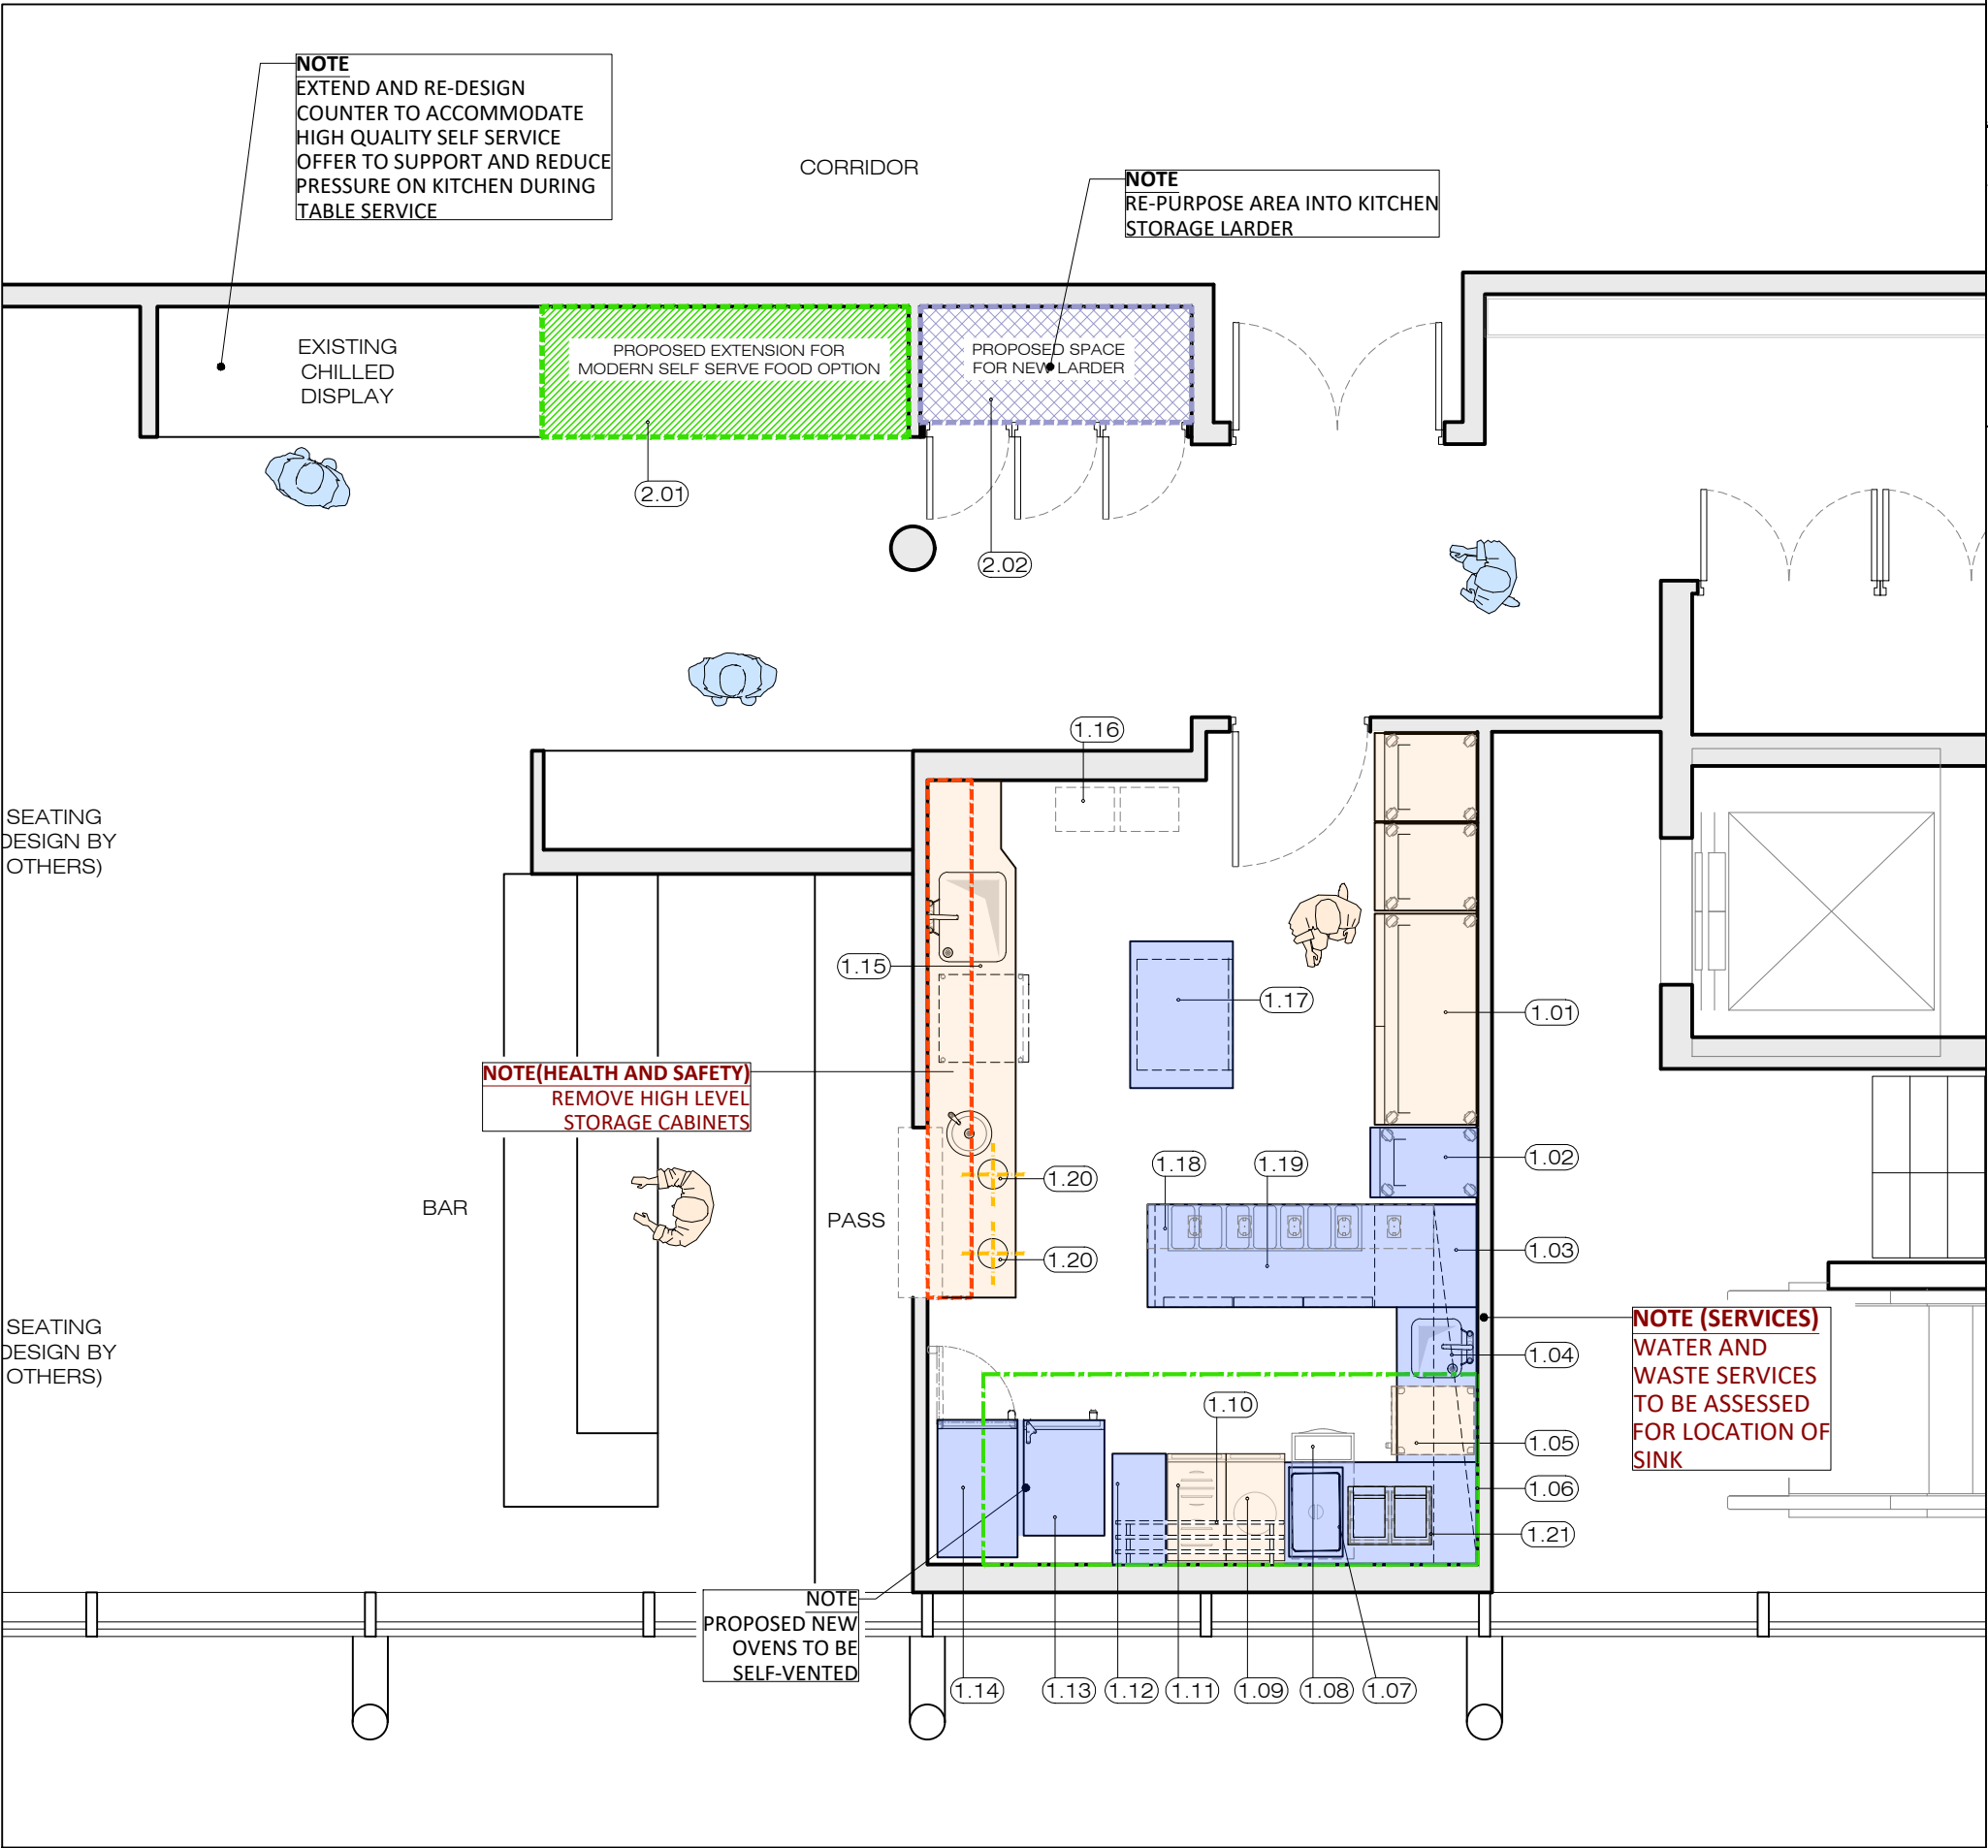 NOTE
EXTEND AND RE-DESIGN
COUNTER TO ACCOMMODATE
HIGH QUALITY SELF SERVICE
OFFER TO SUPPORT AND REDUCE
PRESSURE ON KITCHEN DURING
TABLE SERVICE
CORRIDOR
NOTE
RE-PURPOSE AREA INTO KITCHEN
STORAGE LARDER
EXISTING
CHILLED
DISPLAY
PROPOSED EXTENSION FOR
MODERN SELF SERVE FOOD OPTION
PROPOSED SPACE
FOR NEW LARDER
2.01
2.02
1.16
SEATING
DESIGN BY
OTHERS)
1.15
1.17
1.01
NOTE(HEALTH AND SAFETY)
REMOVE HIGH LEVEL
STORAGE CABINETS
1.02
1.18
1.19
1.20
BAR
PASS
1.03
1.20
SEATING
DESIGN BY
OTHERS)
NOTE (SERVICES)
WATER AND
WASTE SERVICES
TO BE ASSESSED
FOR LOCATION OF
SINK
1.04
1.10
1.05
1.06
1.21
NOTE
PROPOSED NEW
OVENS TO BE
SELF-VENTED
1.14
1.13
1.12
1.11
1.09
1.08
1.07